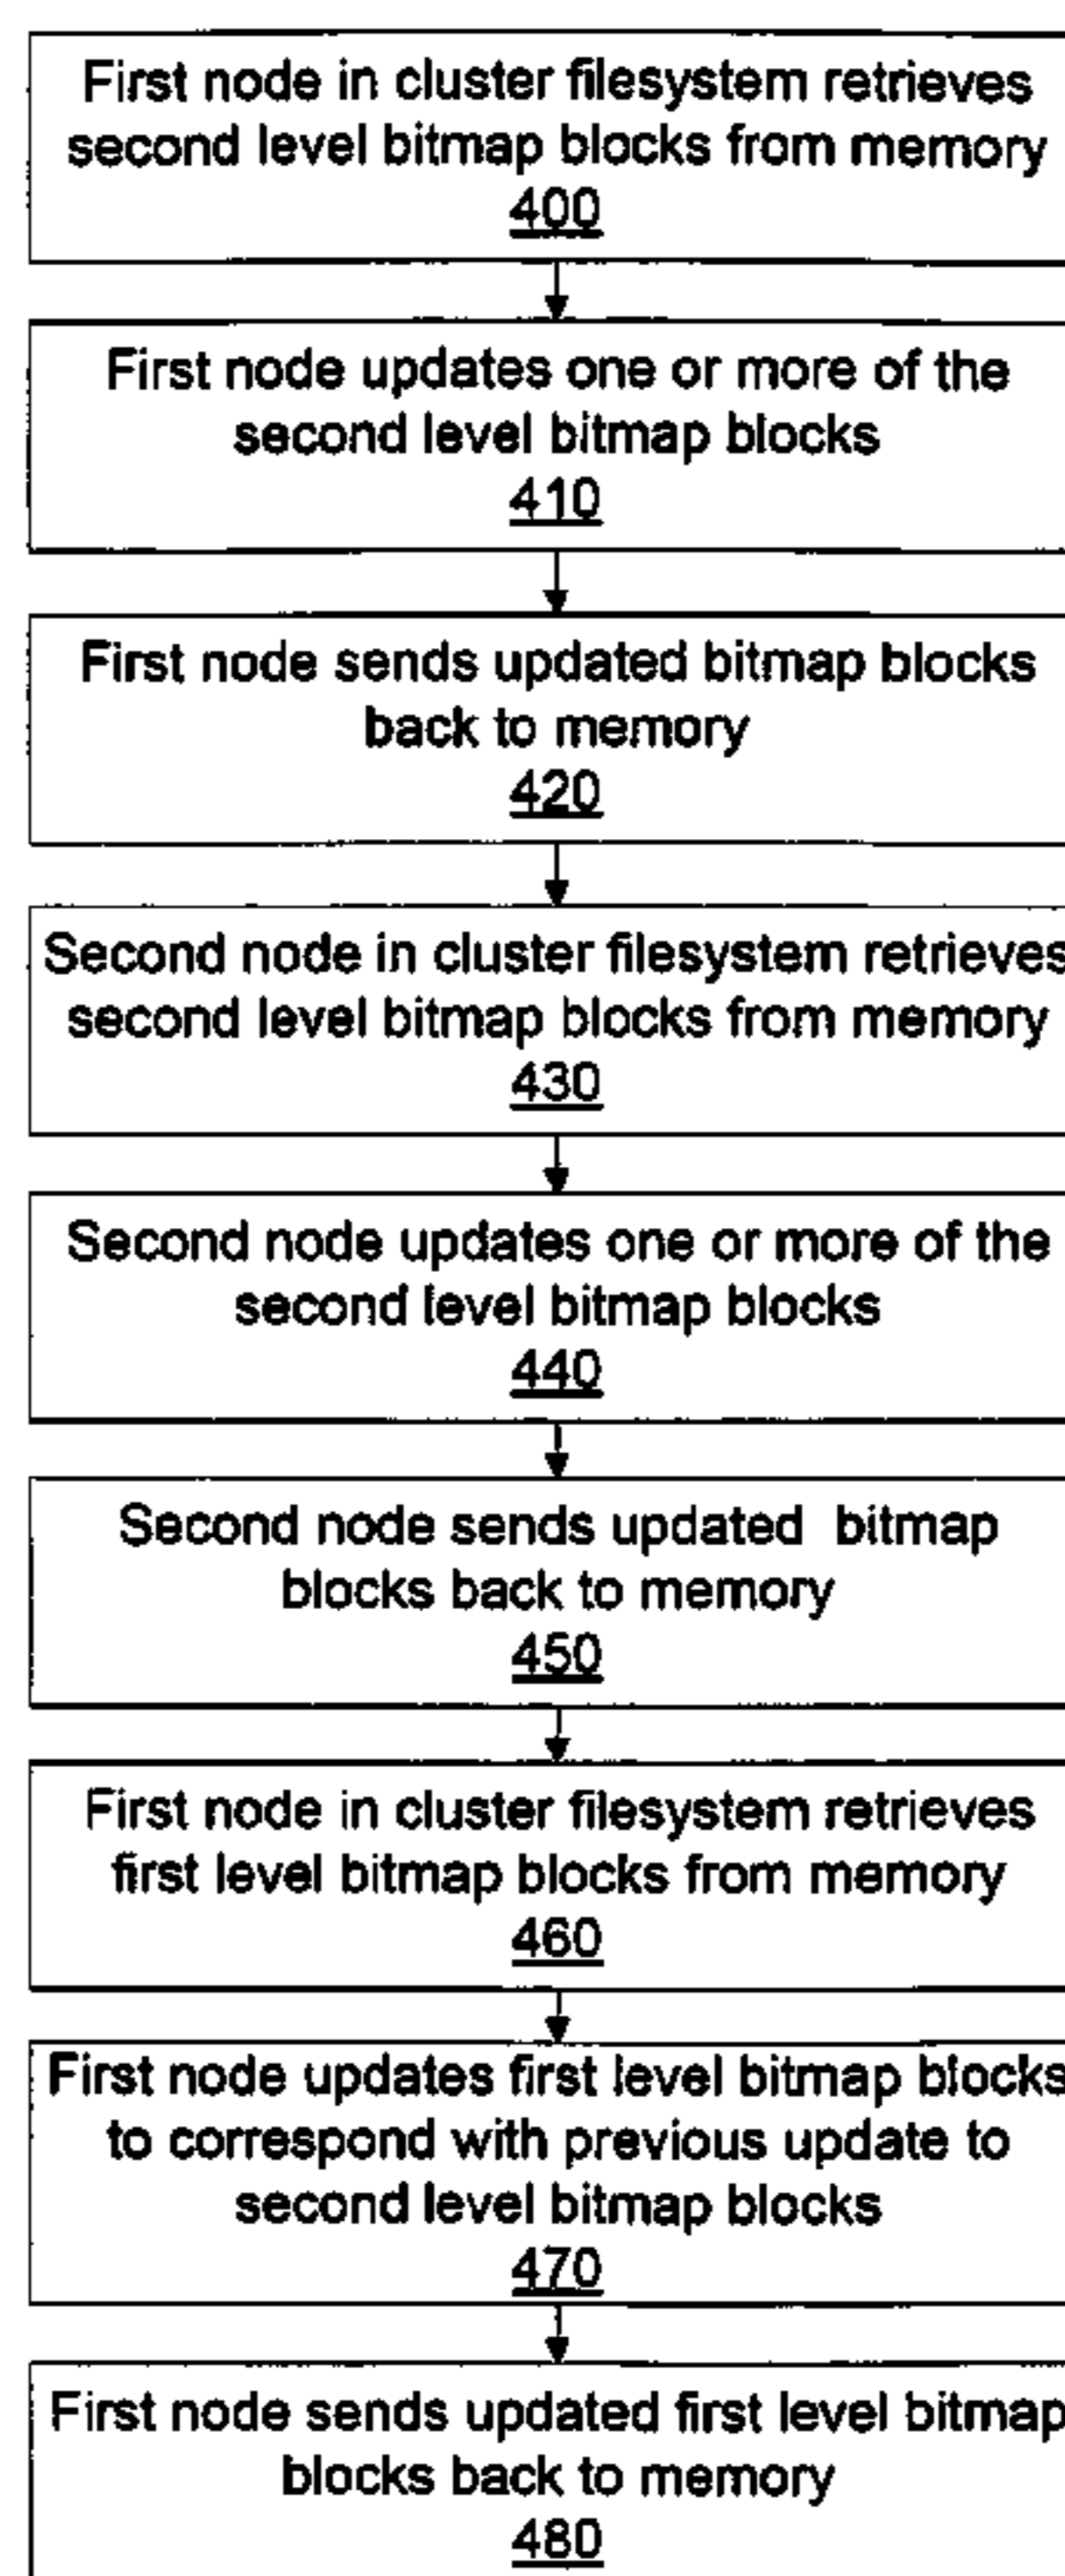 First node in cluster filesystem retrieves
second level bitmap blocks from memory
400
First node updates one or more of the
second level bitmap blocks
410
First node sends updated bitmap blocks
back to memory
420
Second node in cluster filesystem retrieves
second level bitmap blocks from memory
430
Second node updates one or more of the
second level bitmap blocks
440
Second node sends updated bitmap
blocks back to memory
450
First node in cluster filesystem retrieves
first level bitmap blocks from memory
460
First node updates first level bitmap blocks
to correspond with previous update to
second level bitmap blocks
470
First node sends updated first level bitmap
blocks back to memory
480